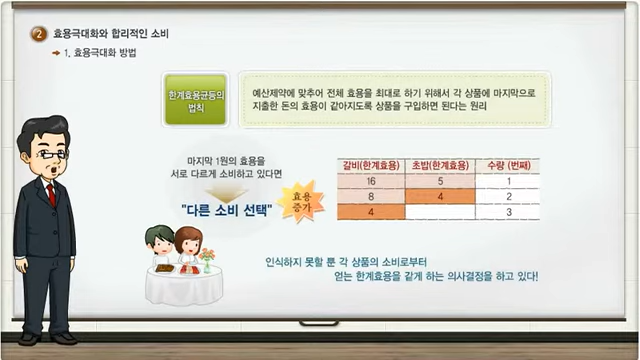 2 효용극대화와 합리적인 소비
1. 효용극대화 방법
한계효용균등의
법칙
예산제약에 맞추어 전체 효용을 최대로 하기 위해서 각 상품에 마지막으로
지출한 돈의 효용이 같아지도록 상품을 구입하면 된다는 원리
마지막 1원의 효용을
서로 다르게 소비하고 있다면
"다른 소비 선택"
효용
증가
갈비(한계효용) 초밥(한계효용) 수량 (번째)
16 5 1
8 4 2
4 3
인식하지 못할 뿐 각 상품의 소비로부터
얻는 한계효용을 같게 하는 의사결정을 하고 있다!